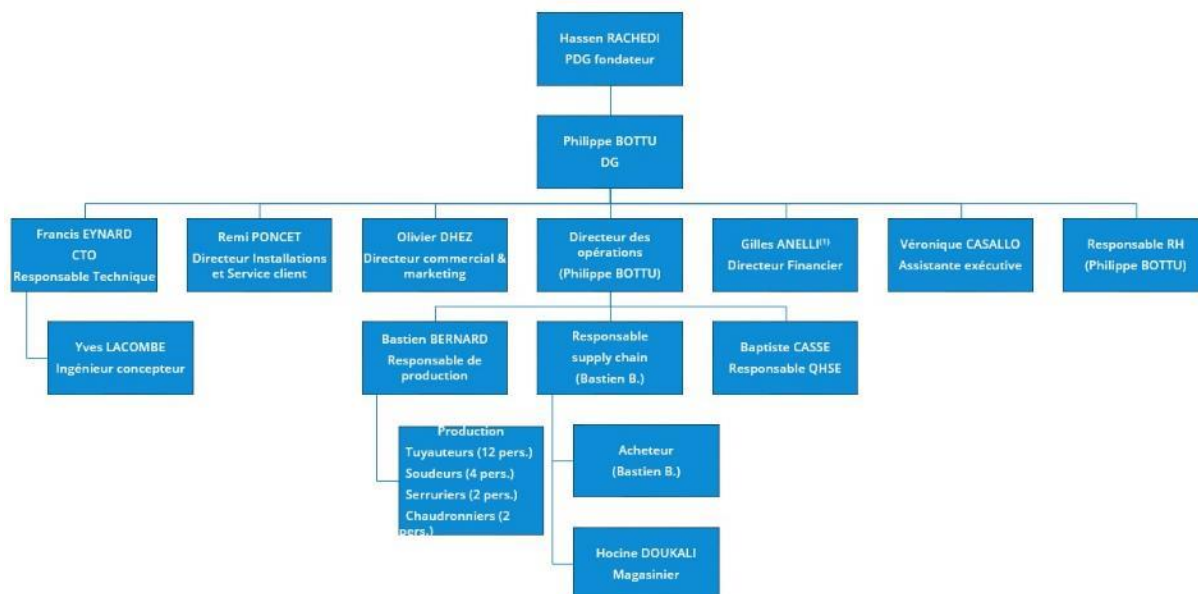 Hassen RACHEDI
PDG fondateur
Philippe BOTTU
DG
Francis EYNARD
CTO
Responsable Technique
Remi PONCET
Directeur Installations
et Service client
Olivier DHEZ
Directeur commercial &
marketing
Directeur des
opérations
(Philippe BOTTU)
Gilles ANELLI(1)
Directeur Financier
Véronique CASALLO
Assistante exécutive
Responsable RH
(Philippe BOTTU)
Yves LACOMBE
Ingénieur concepteur
Bastien BERNARD
Responsable de
production
Responsable
supply chain
(Bastien B.)
Baptiste CASSE
Responsable QHSE
Production
Tuyauteurs (12 pers.)
Soudeurs (4 pers.)
Serruriers (2 pers.)
Chaudronniers (2
pers.)
Acheteur
(Bastien B.)
Hocine DOUKALI
Magasinier